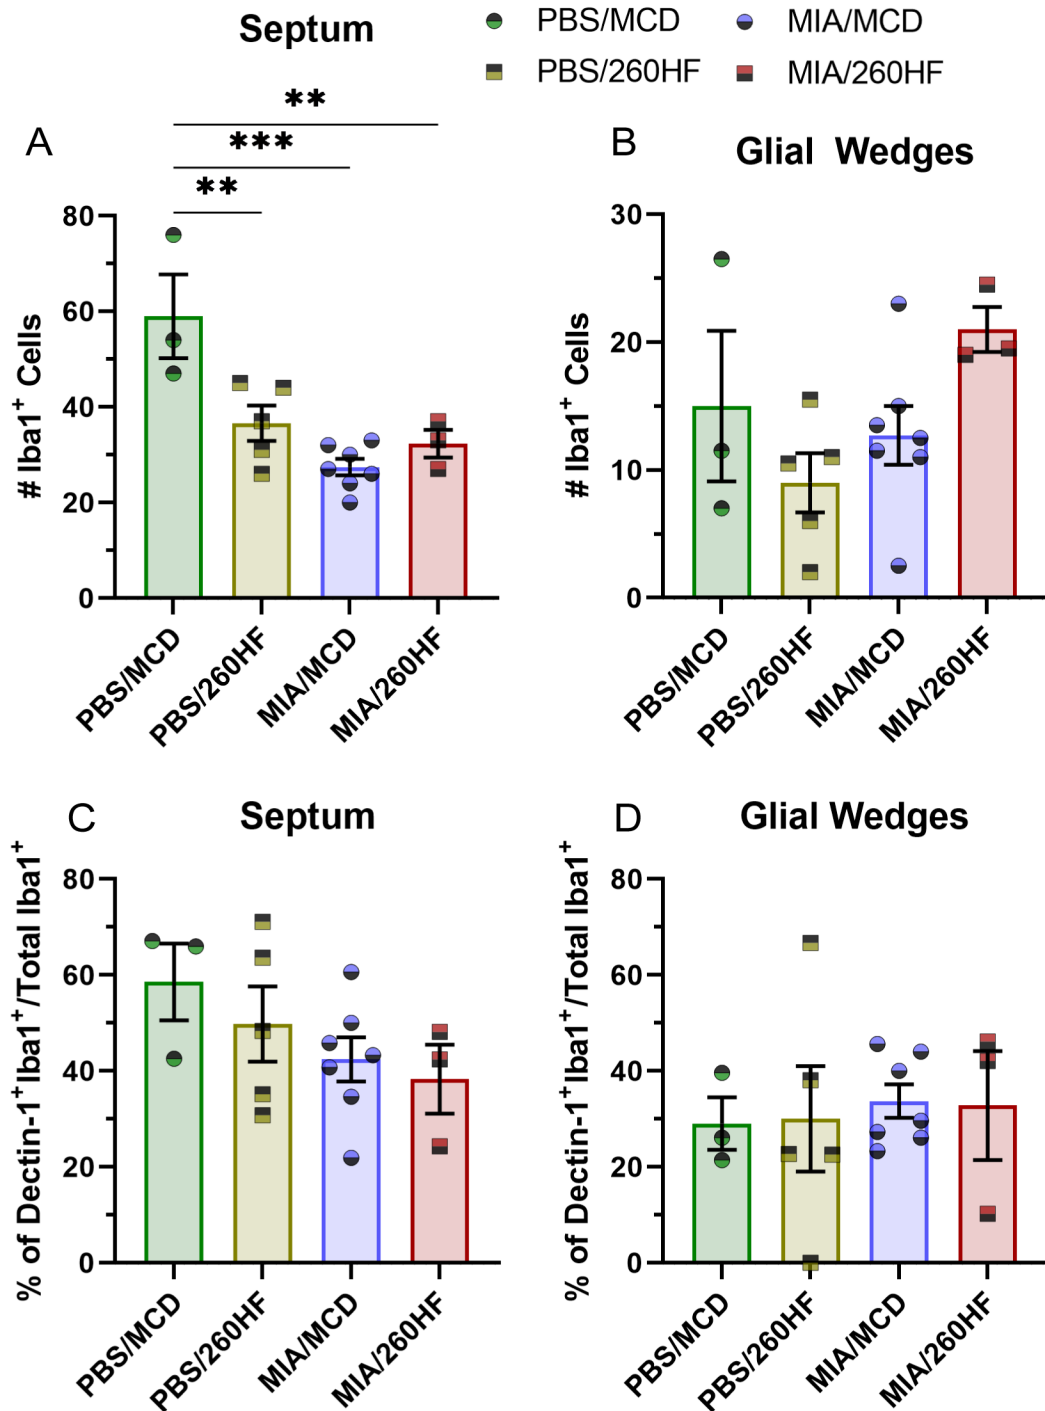 Septum
PBS/MCD
MIA/MCD
PBS/260HF
MIA/260HF
A
**
***
**
# Iba1⁺ Cells
80
60
40
20
0
PBS/MCD
PBS/260HF
MIA/MCD
MIA/260HF
B
Glial Wedges
# Iba1⁺ Cells
30
20
10
0
PBS/MCD
PBS/260HF
MIA/MCD
MIA/260HF
C
Septum
% of Dectin-1⁺Iba1⁺/Total Iba1⁺
80
60
40
20
0
PBS/MCD
PBS/260HF
MIA/MCD
MIA/260HF
D
Glial Wedges
% of Dectin-1⁺Iba1⁺/Total Iba1⁺
80
60
40
20
0
PBS/MCD
PBS/260HF
MIA/MCD
MIA/260HF